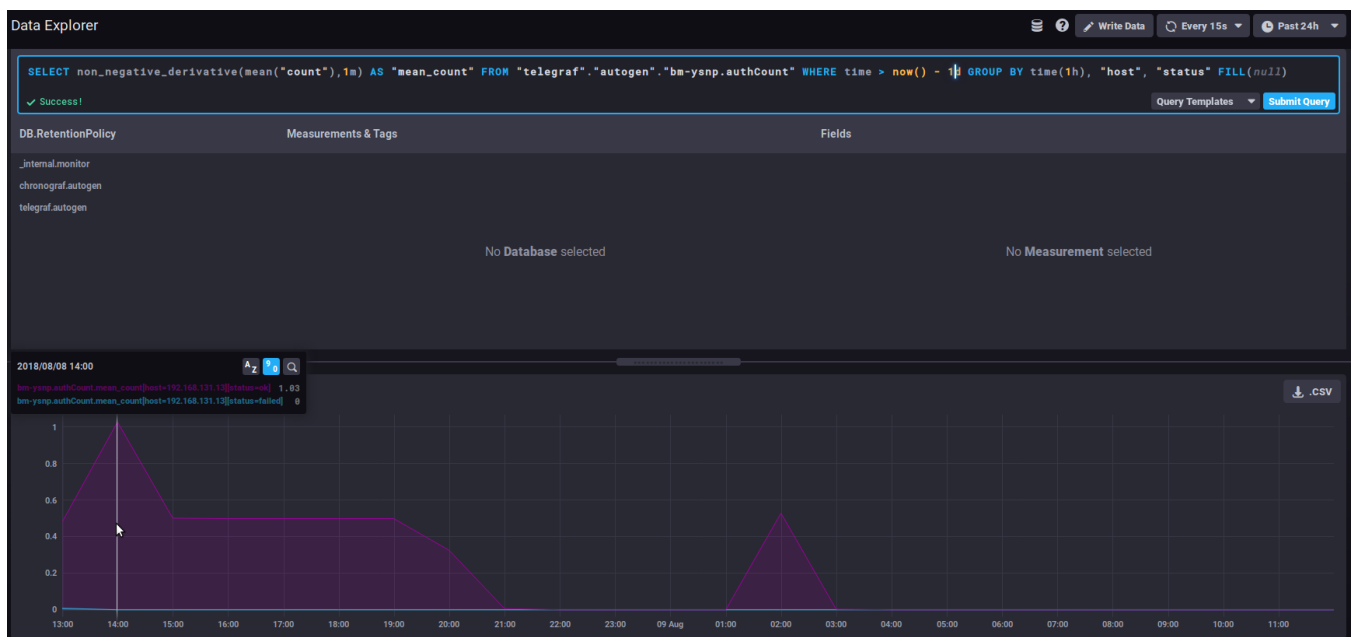 Data Explorer
Write Data
Every 15s
Past 24h
SELECT non_negative_derivative(mean("count"),1m) AS "mean_count" FROM "telegraf"."autogen"."bm-ysnp.authCount" WHERE time > now() - 1d GROUP BY time(1h), "host", "status" FILL(null)
Success!
Query Templates
Submit Query
DB.RetentionPolicy
Measurements & Tags
Fields
_internal.monitor
chronograf.autogen
telegraf.autogen
No Database selected
No Measurement selected
2018/08/08 14:00
AZ
90
bm-ysnp.authCount.mean_count[host=192.168.131.13][status=ok] 1.03
bm-ysnp.authCount.mean_count[host=192.168.131.13][status=failed] 0
.CSV
1
0.8
0.6
0.4
0.2
0
13:00 14:00 15:00 16:00 17:00 18:00 19:00 20:00 21:00 22:00 23:00 09 Aug 01:00 02:00 03:00 04:00 05:00 06:00 07:00 08:00 09:00 10:00 11:00